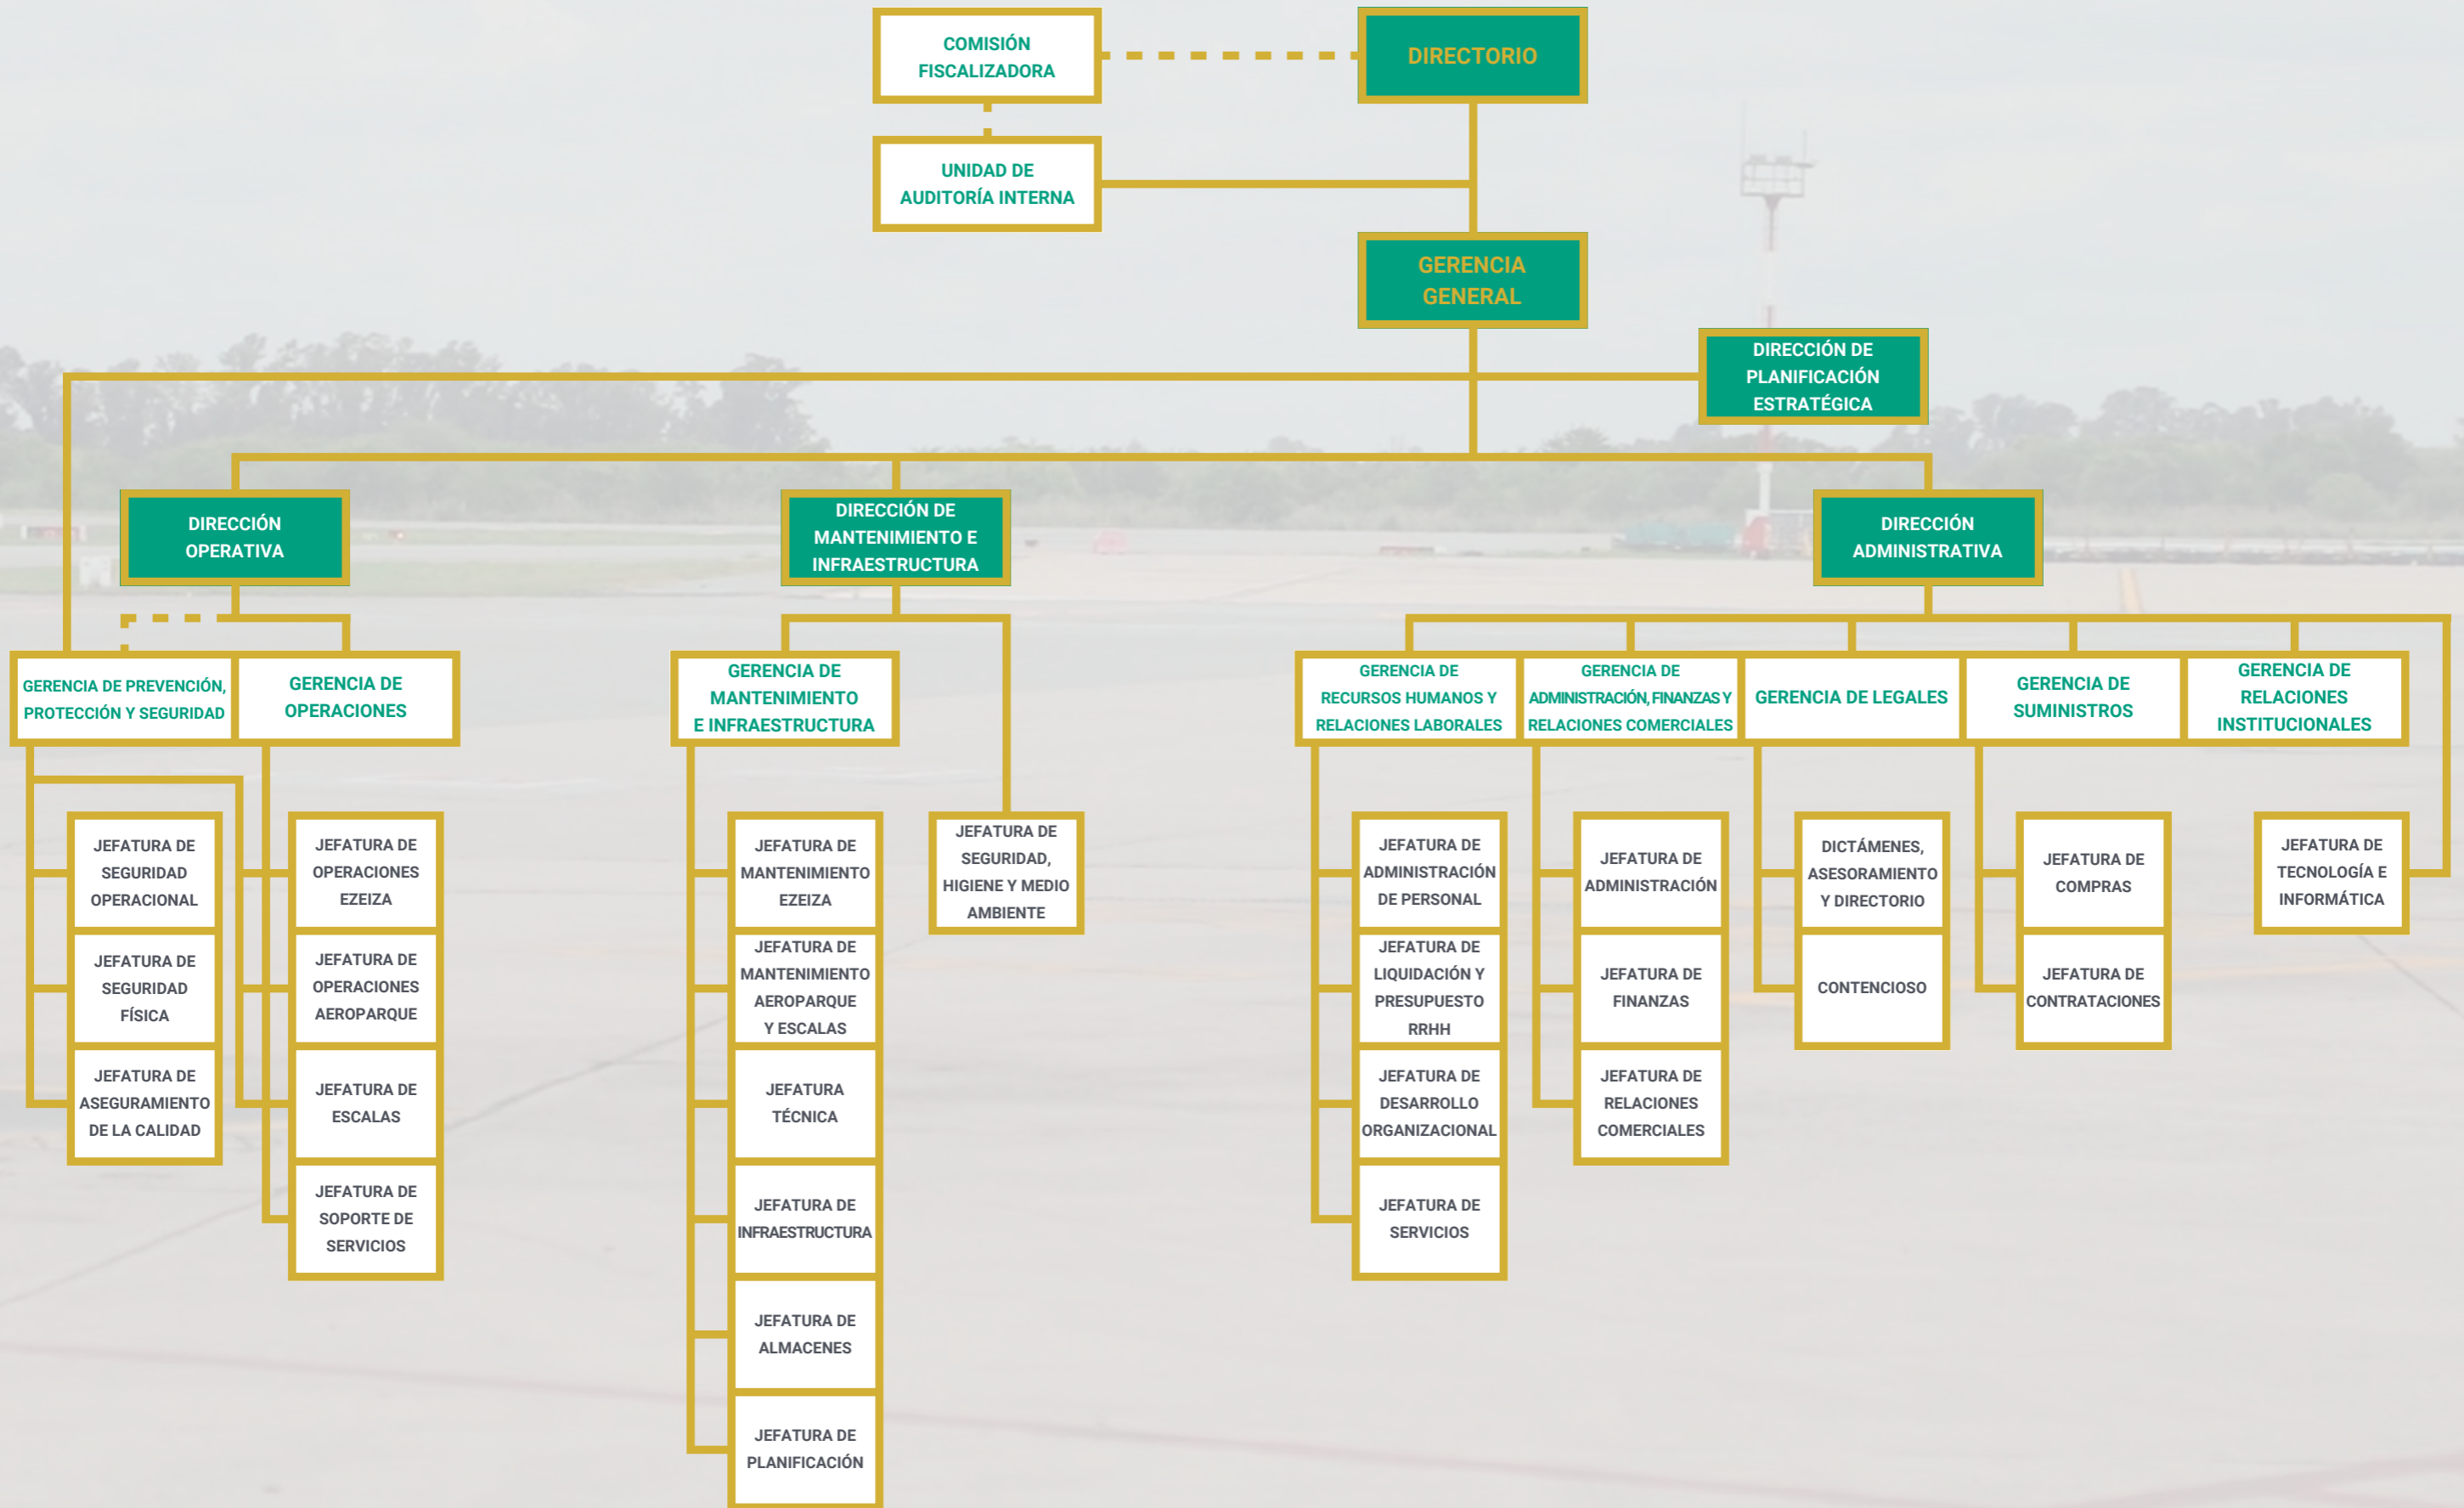 COMISIÓN
FISCALIZADORA
DIRECTORIO
UNIDAD DE
AUDITORÍA INTERNA
GERENCIA
GENERAL
DIRECCIÓN DE
PLANIFICACIÓN
ESTRATÉGICA
DIRECCIÓN
OPERATIVA
DIRECCIÓN DE
MANTENIMIENTO E
INFRAESTRUCTURA
DIRECCIÓN
ADMINISTRATIVA
GERENCIA DE PREVENCIÓN,
PROTECCIÓN Y SEGURIDAD
GERENCIA DE
OPERACIONES
GERENCIA DE
MANTENIMIENTO
E INFRAESTRUCTURA
GERENCIA DE
RECURSOS HUMANOS Y
RELACIONES LABORALES
GERENCIA DE
ADMINISTRACIÓN, FINANZAS Y
RELACIONES COMERCIALES
GERENCIA DE LEGALES
GERENCIA DE
SUMINISTROS
GERENCIA DE
RELACIONES
INSTITUCIONALES
JEFATURA DE
SEGURIDAD
OPERACIONAL
JEFATURA DE
SEGURIDAD
FÍSICA
JEFATURA DE
ASEGURAMIENTO
DE LA CALIDAD
JEFATURA DE
OPERACIONES
EZEIZA
JEFATURA DE
OPERACIONES
AEROPARQUE
JEFATURA DE
ESCALAS
JEFATURA DE
SOPORTE DE
SERVICIOS
JEFATURA DE
MANTENIMIENTO
EZEIZA
JEFATURA DE
MANTENIMIENTO
AEROPARQUE
Y ESCALAS
JEFATURA
TÉCNICA
JEFATURA DE
INFRAESTRUCTURA
JEFATURA DE
ALMACENES
JEFATURA DE
PLANIFICACIÓN
JEFATURA DE
SEGURIDAD,
HIGIENE Y MEDIO
AMBIENTE
JEFATURA DE
ADMINISTRACIÓN
DE PERSONAL
JEFATURA DE
LIQUIDACIÓN Y
PRESUPUESTO
RRHH
JEFATURA DE
DESARROLLO
ORGANIZACIONAL
JEFATURA DE
SERVICIOS
JEFATURA DE
ADMINISTRACIÓN
JEFATURA DE
FINANZAS
JEFATURA DE
RELACIONES
COMERCIALES
DICTÁMENES,
ASESORAMIENTO
Y DIRECTORIO
CONTENCIOSO
JEFATURA DE
COMPRAS
JEFATURA DE
CONTRATACIONES
JEFATURA DE
TECNOLOGÍA E
INFORMÁTICA